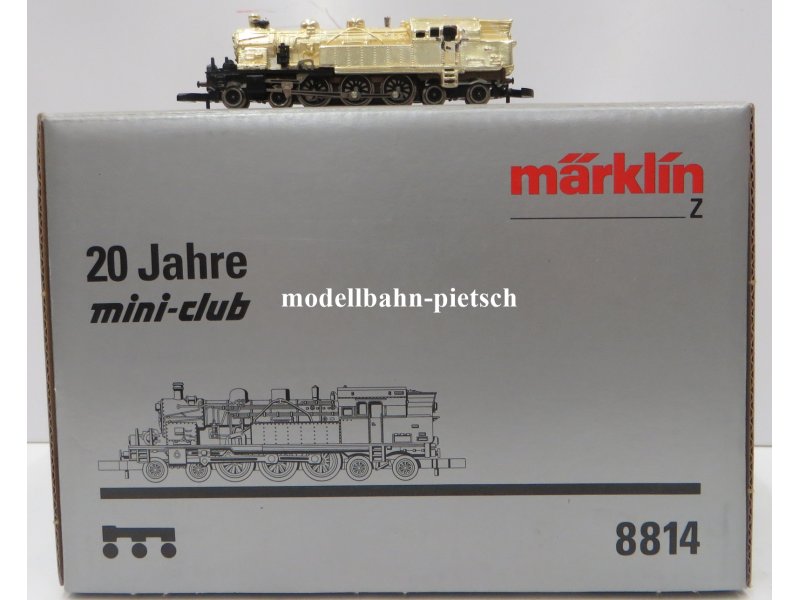 märklin
Z
20 Jahre
mini-club
modellbahn-pietsch
8814